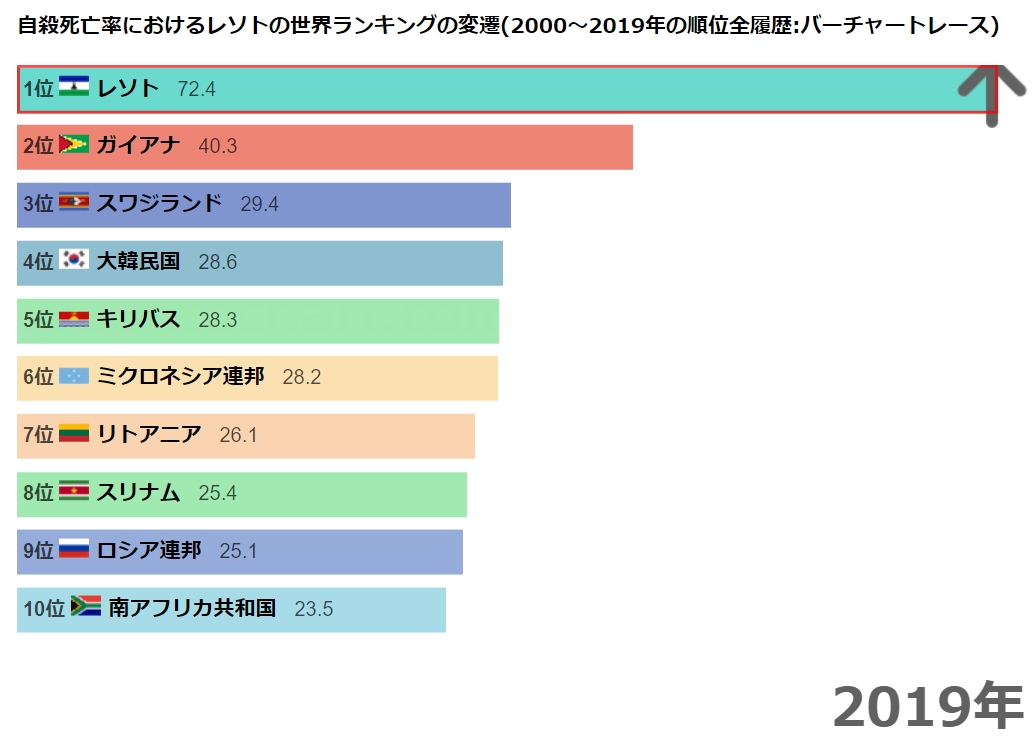 自殺死亡率におけるレソトの世界ランキングの変遷(2000～2019年の順位全履歴:バーチャートレース)
1位 レソト 72.4
2位 ガイアナ 40.3
3位 スワジランド 29.4
4位 大韓民国 28.6
5位 キリバス 28.3
6位 ミクロネシア連邦 28.2
7位 リトアニア 26.1
8位 スリナム 25.4
9位 ロシア連邦 25.1
10位 南アフリカ共和国 23.5
2019年